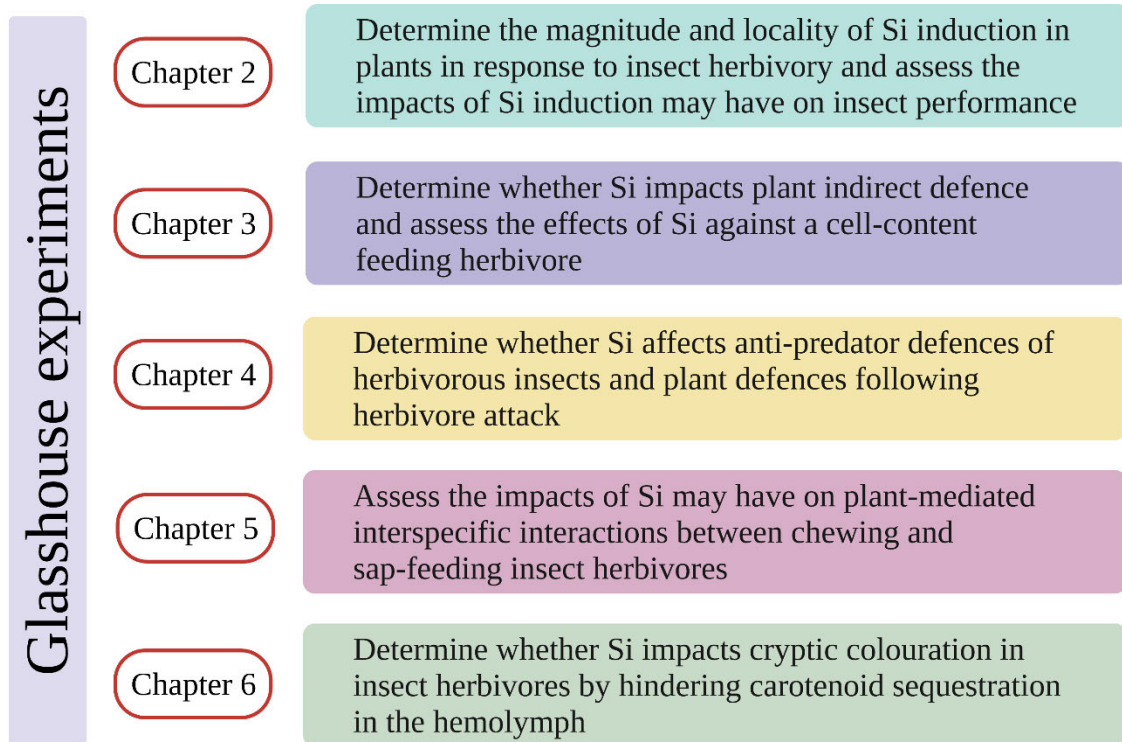 Glasshouse experiments
Chapter 2
Determine the magnitude and locality of Si induction in
plants in response to insect herbivory and assess the
impacts of Si induction may have on insect performance
Chapter 3
Determine whether Si impacts plant indirect defence
and assess the effects of Si against a cell-content
feeding herbivore
Chapter 4
Determine whether Si affects anti-predator defences of
herbivorous insects and plant defences following
herbivore attack
Chapter 5
Assess the impacts of Si may have on plant-mediated
interspecific interactions between chewing and
sap-feeding insect herbivores
Chapter 6
Determine whether Si impacts cryptic colouration in
insect herbivores by hindering carotenoid sequestration
in the hemolymph